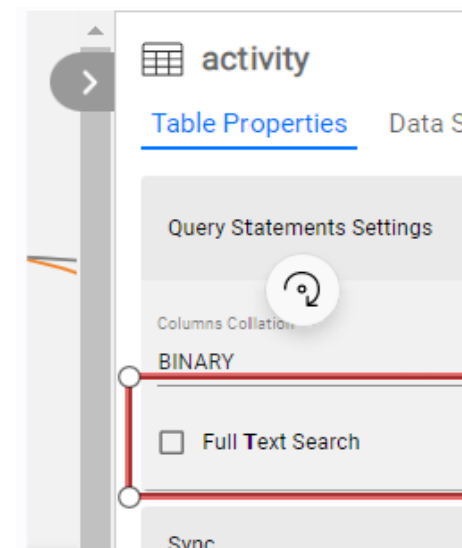 activity
Table Properties Data S
Query Statements Settings
Columns Collation
BINARY
Full Text Search
Sync